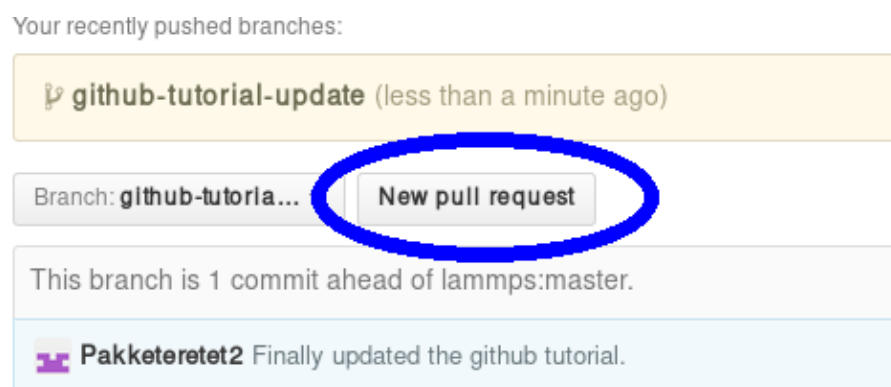 Your recently pushed branches:
github-tutorial-update (less than a minute ago)
Branch: github-tutoria... New pull request
This branch is 1 commit ahead of lammps:master.
Pakketeretet2 Finally updated the github tutorial.